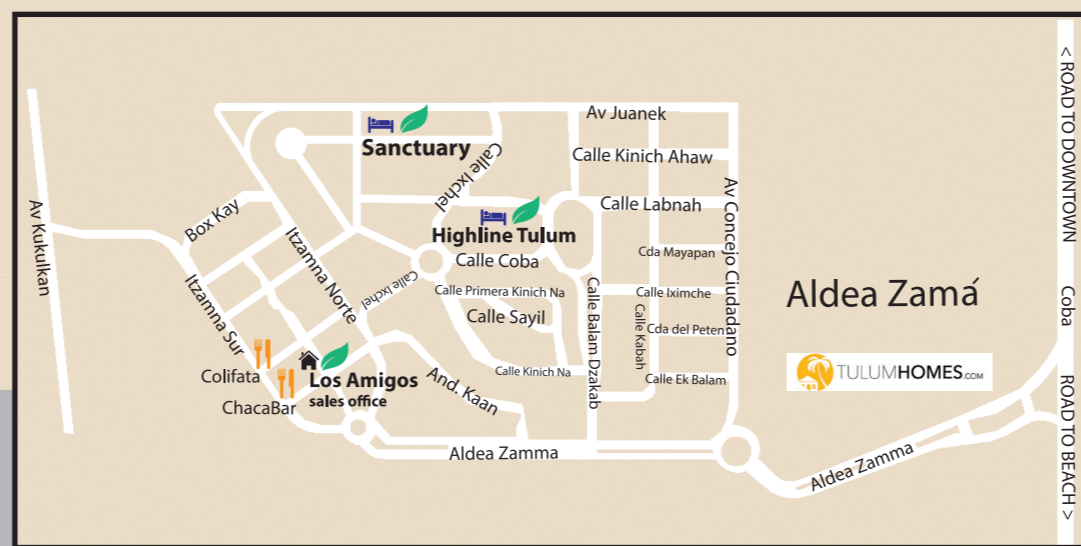 < ROAD TO DOWNTOWN
Av Juanek
Sanctuary
Calle Kinich Ahaw
Calle Ixchel
Av Kukulkan
Box Kay
Calle Labnah
Av Concejo Ciudadano
Highline Tulum
Itzamna Norte
Cda Mayapan
Calle Coba
Itzamna Sur
Calle Ixchel
Calle Primera Kinich Na
Calle Balam Dzakab
Calle Iximche
Aldea Zamá
Coba
Calle Sayil
Calle Kabah
Cda del Peten
Colifata
Los Amigos
sales office
ChacaBar
And. Kaan
Calle Kinich Na
Calle Ek Balam
TULUMHOMES.COM
Aldea Zamma
Aldea Zamma
ROAD TO BEACH >